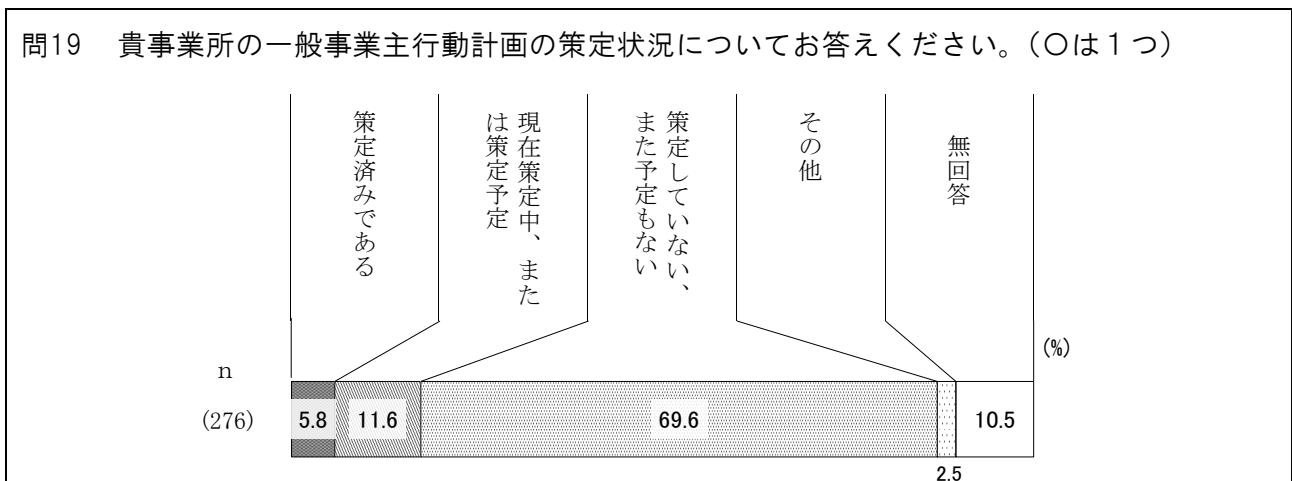 問19　貴事業所の一般事業主行動計画の策定状況についてお答えください。（○は１つ）
策定済みである
現在策定中、また
は策定予定
策定していない、
また予定もない
その他
無回答
(%)
n
(276)
5.8
11.6
69.6
10.5
2.5